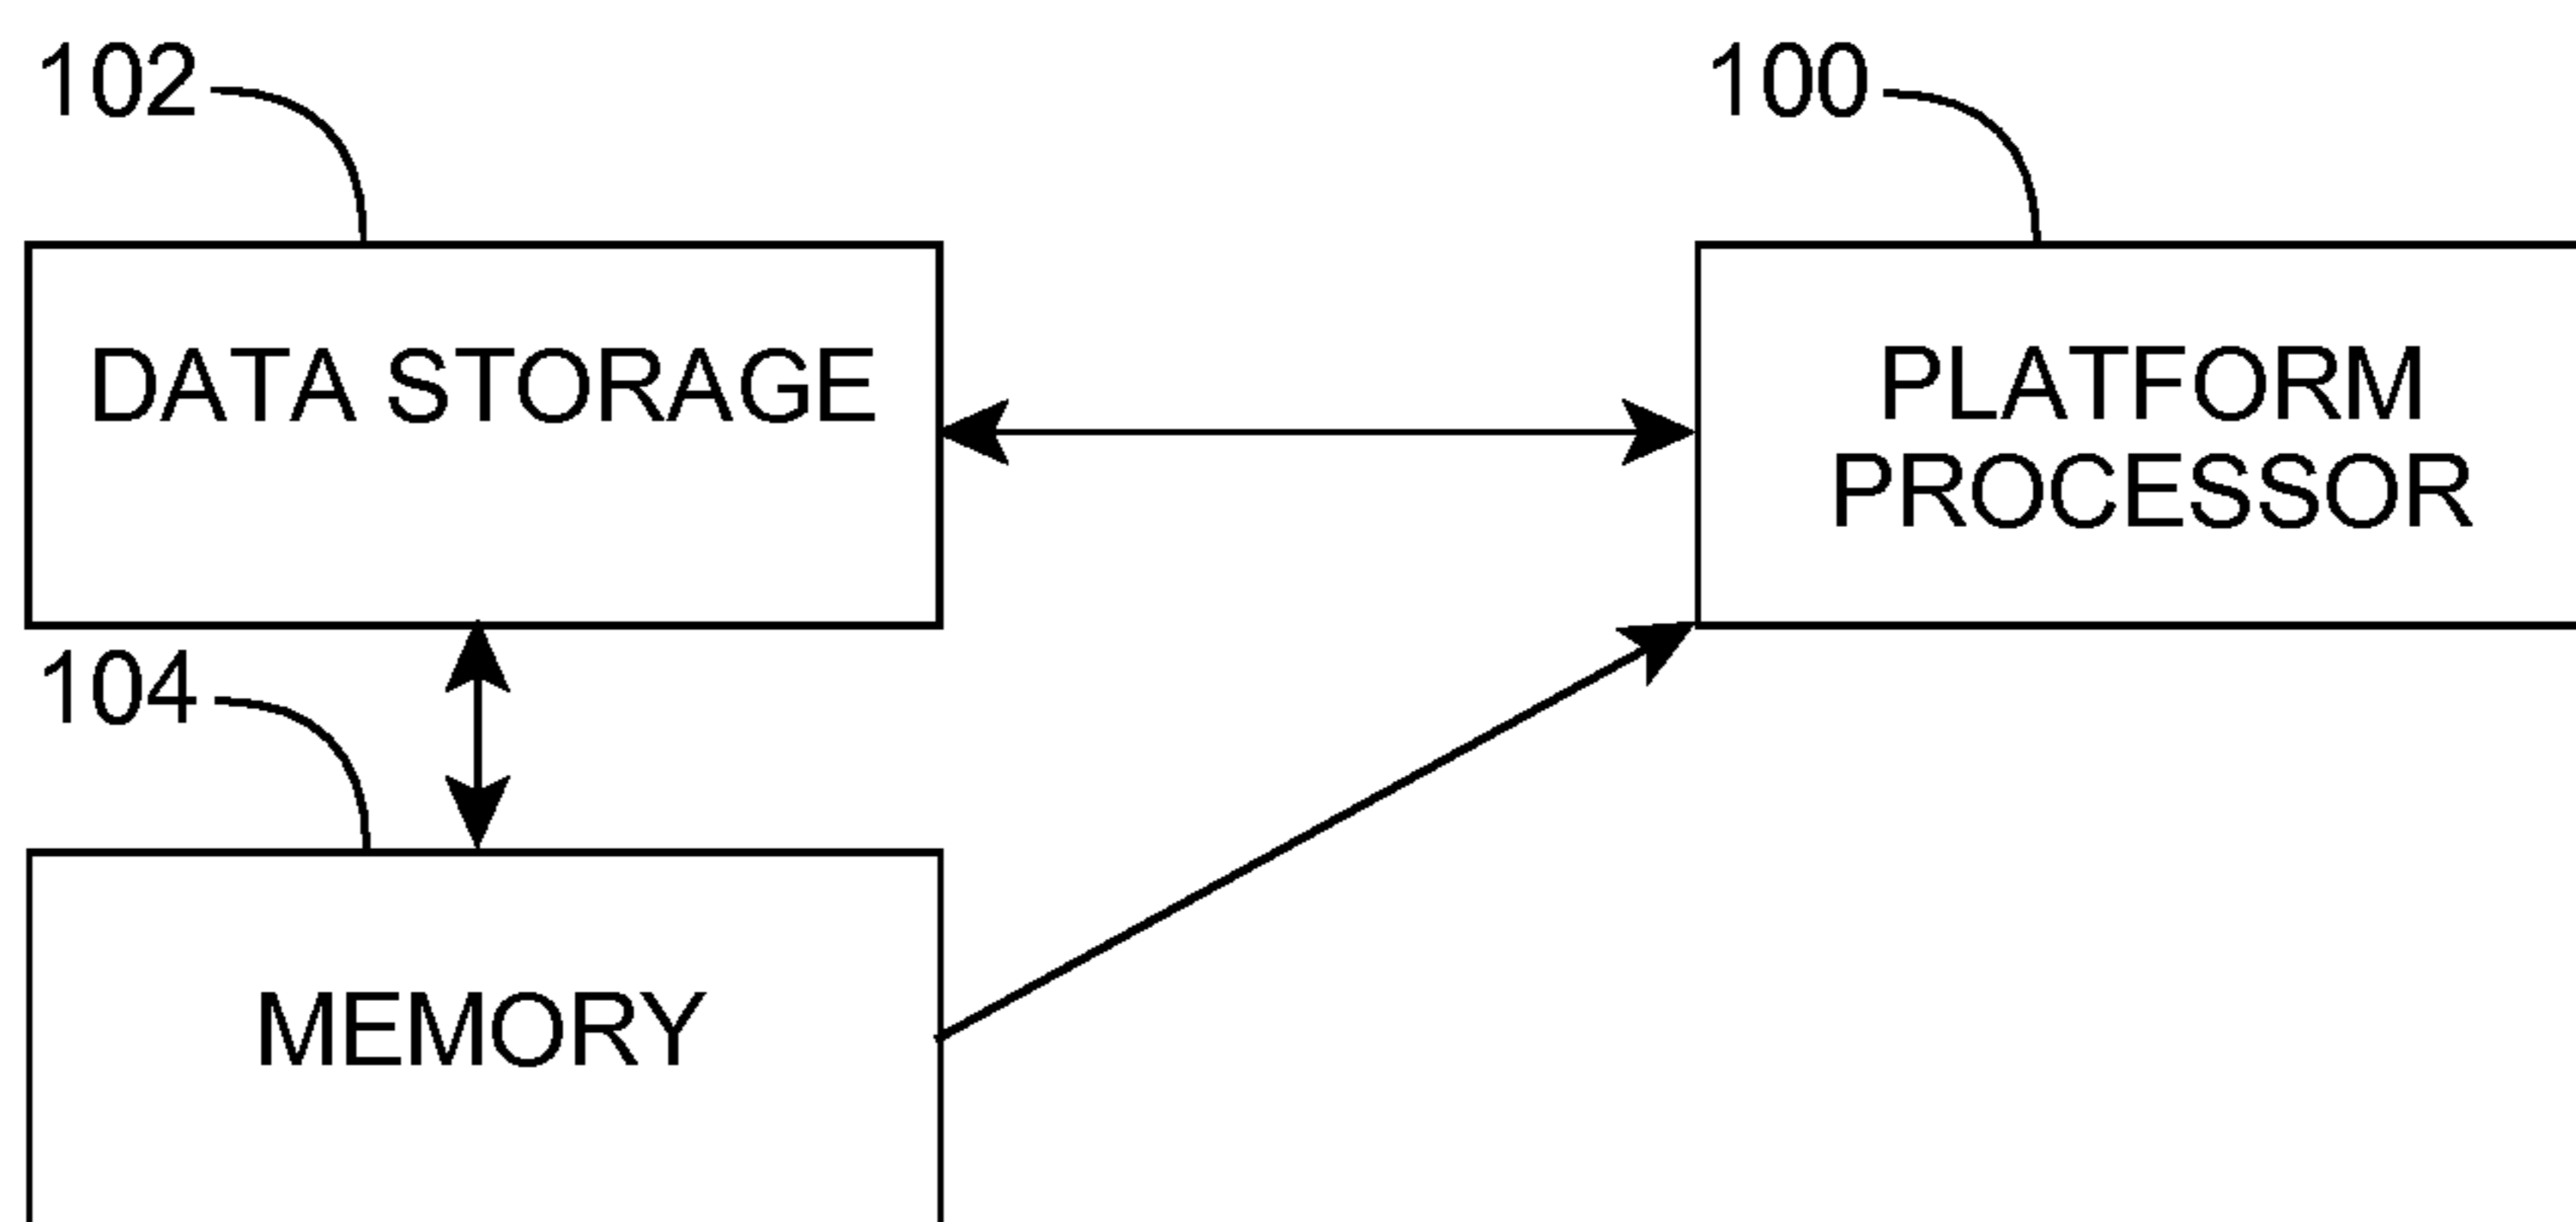 102
100
DATA STORAGE
PLATFORM
PROCESSOR
104
MEMORY